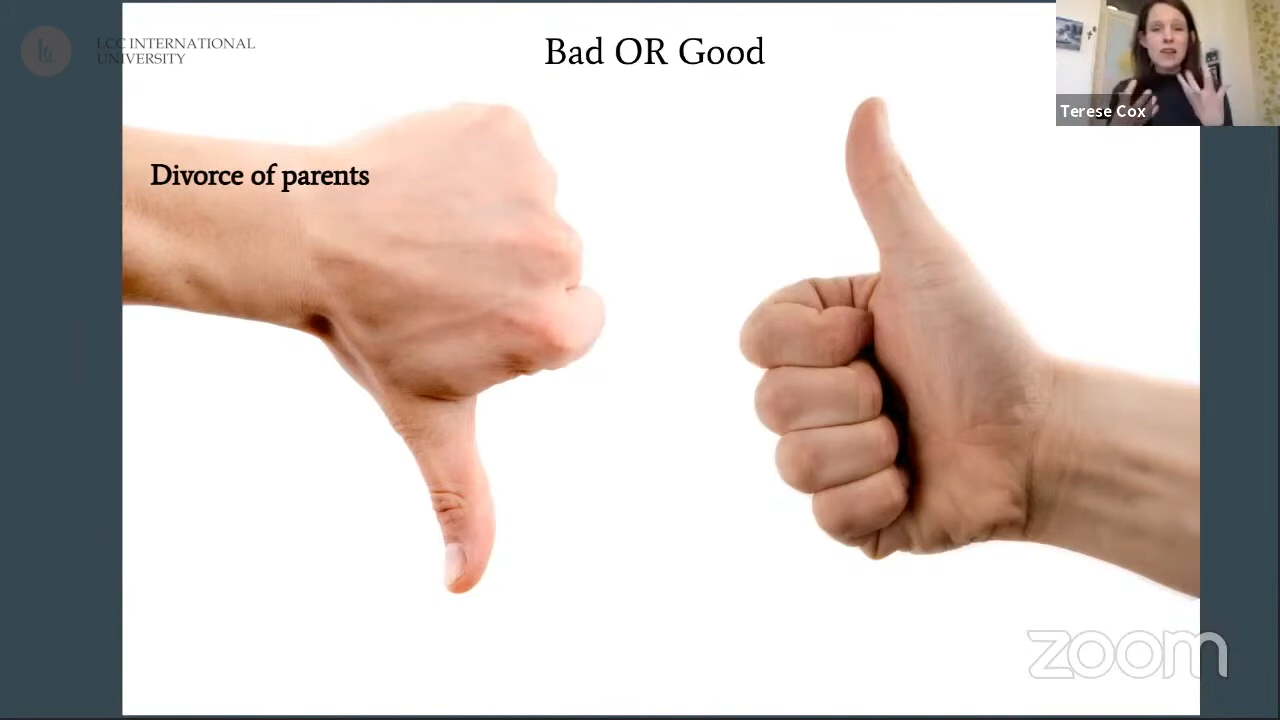 LCC INTERNATIONAL
UNIVERSITY
Bad OR Good
Terese Cox
Divorce of parents
zoom